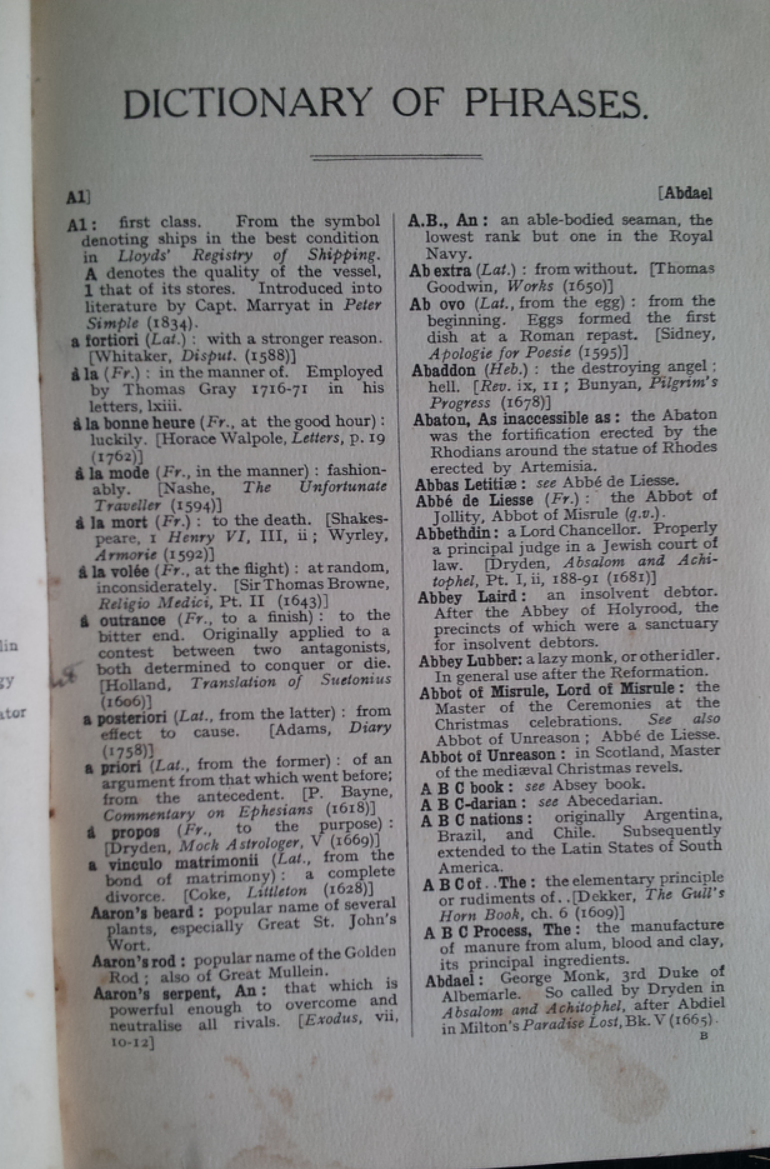 DICTIONARY OF PHRASES.
A1]
[Abdael
A1: first class. From the symbol
denoting ships in the best condition
in Lloyds' Registry of Shipping.
A denotes the quality of the vessel,
1 that of its stores. Introduced into
literature by Capt. Marryat in Peter
Simple (1834).
a fortiori (Lat.) : with a stronger reason.
[Whitaker, Disput. (1588)]
á la (Fr.) : in the manner of. Employed
by Thomas Gray 1716-71 in his
letters, lxiii.
á la bonne heure (Fr., at the good hour) :
luckily. [Horace Walpole, Letters, p. 19
(1762)]
á la mode (Fr., in the manner) : fashion-
ably. [Nashe, The Unfortunate
Traveller (1594)]
á la mort (Fr.) : to the death. [Shakes-
peare, 1 Henry VI, III, ii ; Wyrley,
Armorie (1592)]
á la volée (Fr., at the flight) : at random,
inconsiderately. [Sir Thomas Browne,
Religio Medici, Pt. II (1643)]
á outrance (Fr., to a finish) : to the
bitter end. Originally applied to a
contest between two antagonists,
both determined to conquer or die.
[Holland, Translation of Suetonius
(1606)]
a posteriori (Lat., from the latter) : from
effect to cause. [Adams, Diary
(1758)]
a priori (Lat., from the former) : of an
argument from that which went before;
from the antecedent. [P. Bayne,
Commentary on Ephesians (1618)]
á propos (Fr., to the purpose) :
[Dryden, Mock Astrologer, V (1669)]
a vinculo matrimonii (Lat., from the
bond of matrimony) : a complete
divorce. [Coke, Littleton (1628)]
Aaron's beard : popular name of several
plants, especially Great St. John's
Wort.
Aaron's rod : popular name of the Golden
Rod ; also of Great Mullein.
Aaron's serpent, An : that which is
powerful enough to overcome and
neutralise all rivals. [Exodus, vii,
10-12]
A.B., An : an able-bodied seaman, the
lowest rank but one in the Royal
Navy.
Ab extra (Lat.) : from without. [Thomas
Goodwin, Works (1650)]
Ab ovo (Lat., from the egg) : from the
beginning. Eggs formed the first
dish at a Roman repast. [Sidney,
Apologie for Poesie (1595)]
Abaddon (Heb.) : the destroying angel ;
hell. [Rev. ix, 11 ; Bunyan, Pilgrim's
Progress (1678)]
Abaton, As inaccessible as : the Abaton
was the fortification erected by the
Rhodians around the statue of Rhodes
erected by Artemisia.
Abbas Letitiæ : see Abbé de Liesse.
Abbé de Liesse (Fr.) : the Abbot of
Jollity, Abbot of Misrule (q.v.).
Abbethdin : a Lord Chancellor. Properly
a principal judge in a Jewish court of
law. [Dryden, Absalom and Achi-
tophel, Pt. I, ii, 188-91 (1681)]
Abbey Laird : an insolvent debtor.
After the Abbey of Holyrood, the
precincts of which were a sanctuary
for insolvent debtors.
Abbey Lubber: a lazy monk, or other idler.
In general use after the Reformation.
Abbot of Misrule, Lord of Misrule : the
Master of the Ceremonies at the
Christmas celebrations. See also
Abbot of Unreason ; Abbé de Liesse.
Abbot of Unreason : in Scotland, Master
of the mediæval Christmas revels.
A B C book : see Absey book.
A B C-darian : see Abecedarian.
A B C nations : originally Argentina,
Brazil, and Chile. Subsequently
extended to the Latin States of South
America.
A B C of . . The : the elementary principle
or rudiments of . . [Dekker, The Gull's
Horn Book, ch. 6 (1609)]
A B C Process, The : the manufacture
of manure from alum, blood and clay,
its principal ingredients.
Abdael : George Monk, 3rd Duke of
Albemarle. So called by Dryden in
Absalom and Achitophel, after Abdiel
in Milton's Paradise Lost, Bk. V (1665).
B